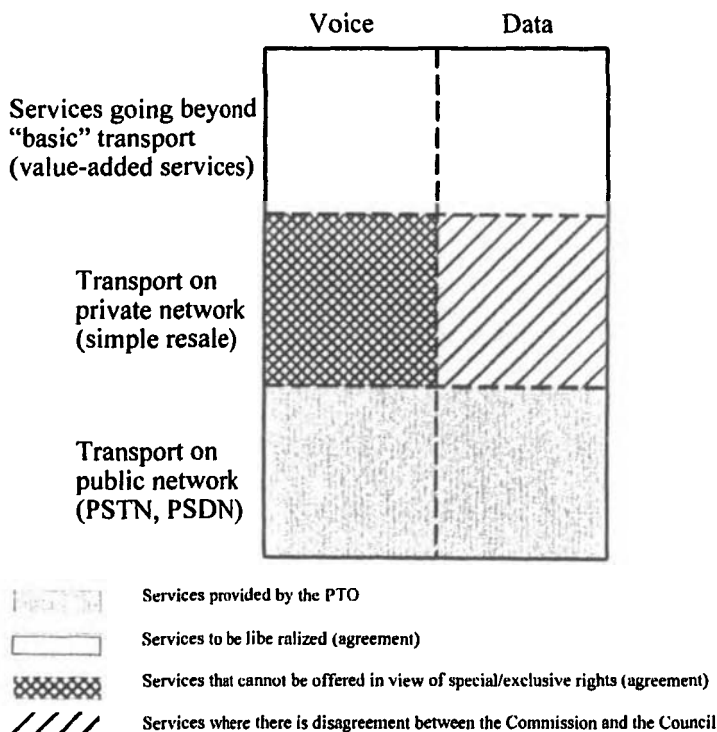 Voice Data
Services going beyond
“basic” transport
(value-added services)
Transport on
private network
(simple resale)
Transport on
public network
(PSTN, PSDN)
Services provided by the PTO
Services to be libe ralized (agreement)
Services that cannot be offered in view of special/exclusive rights (agreement)
Services where there is disagreement between the Commission and the Council